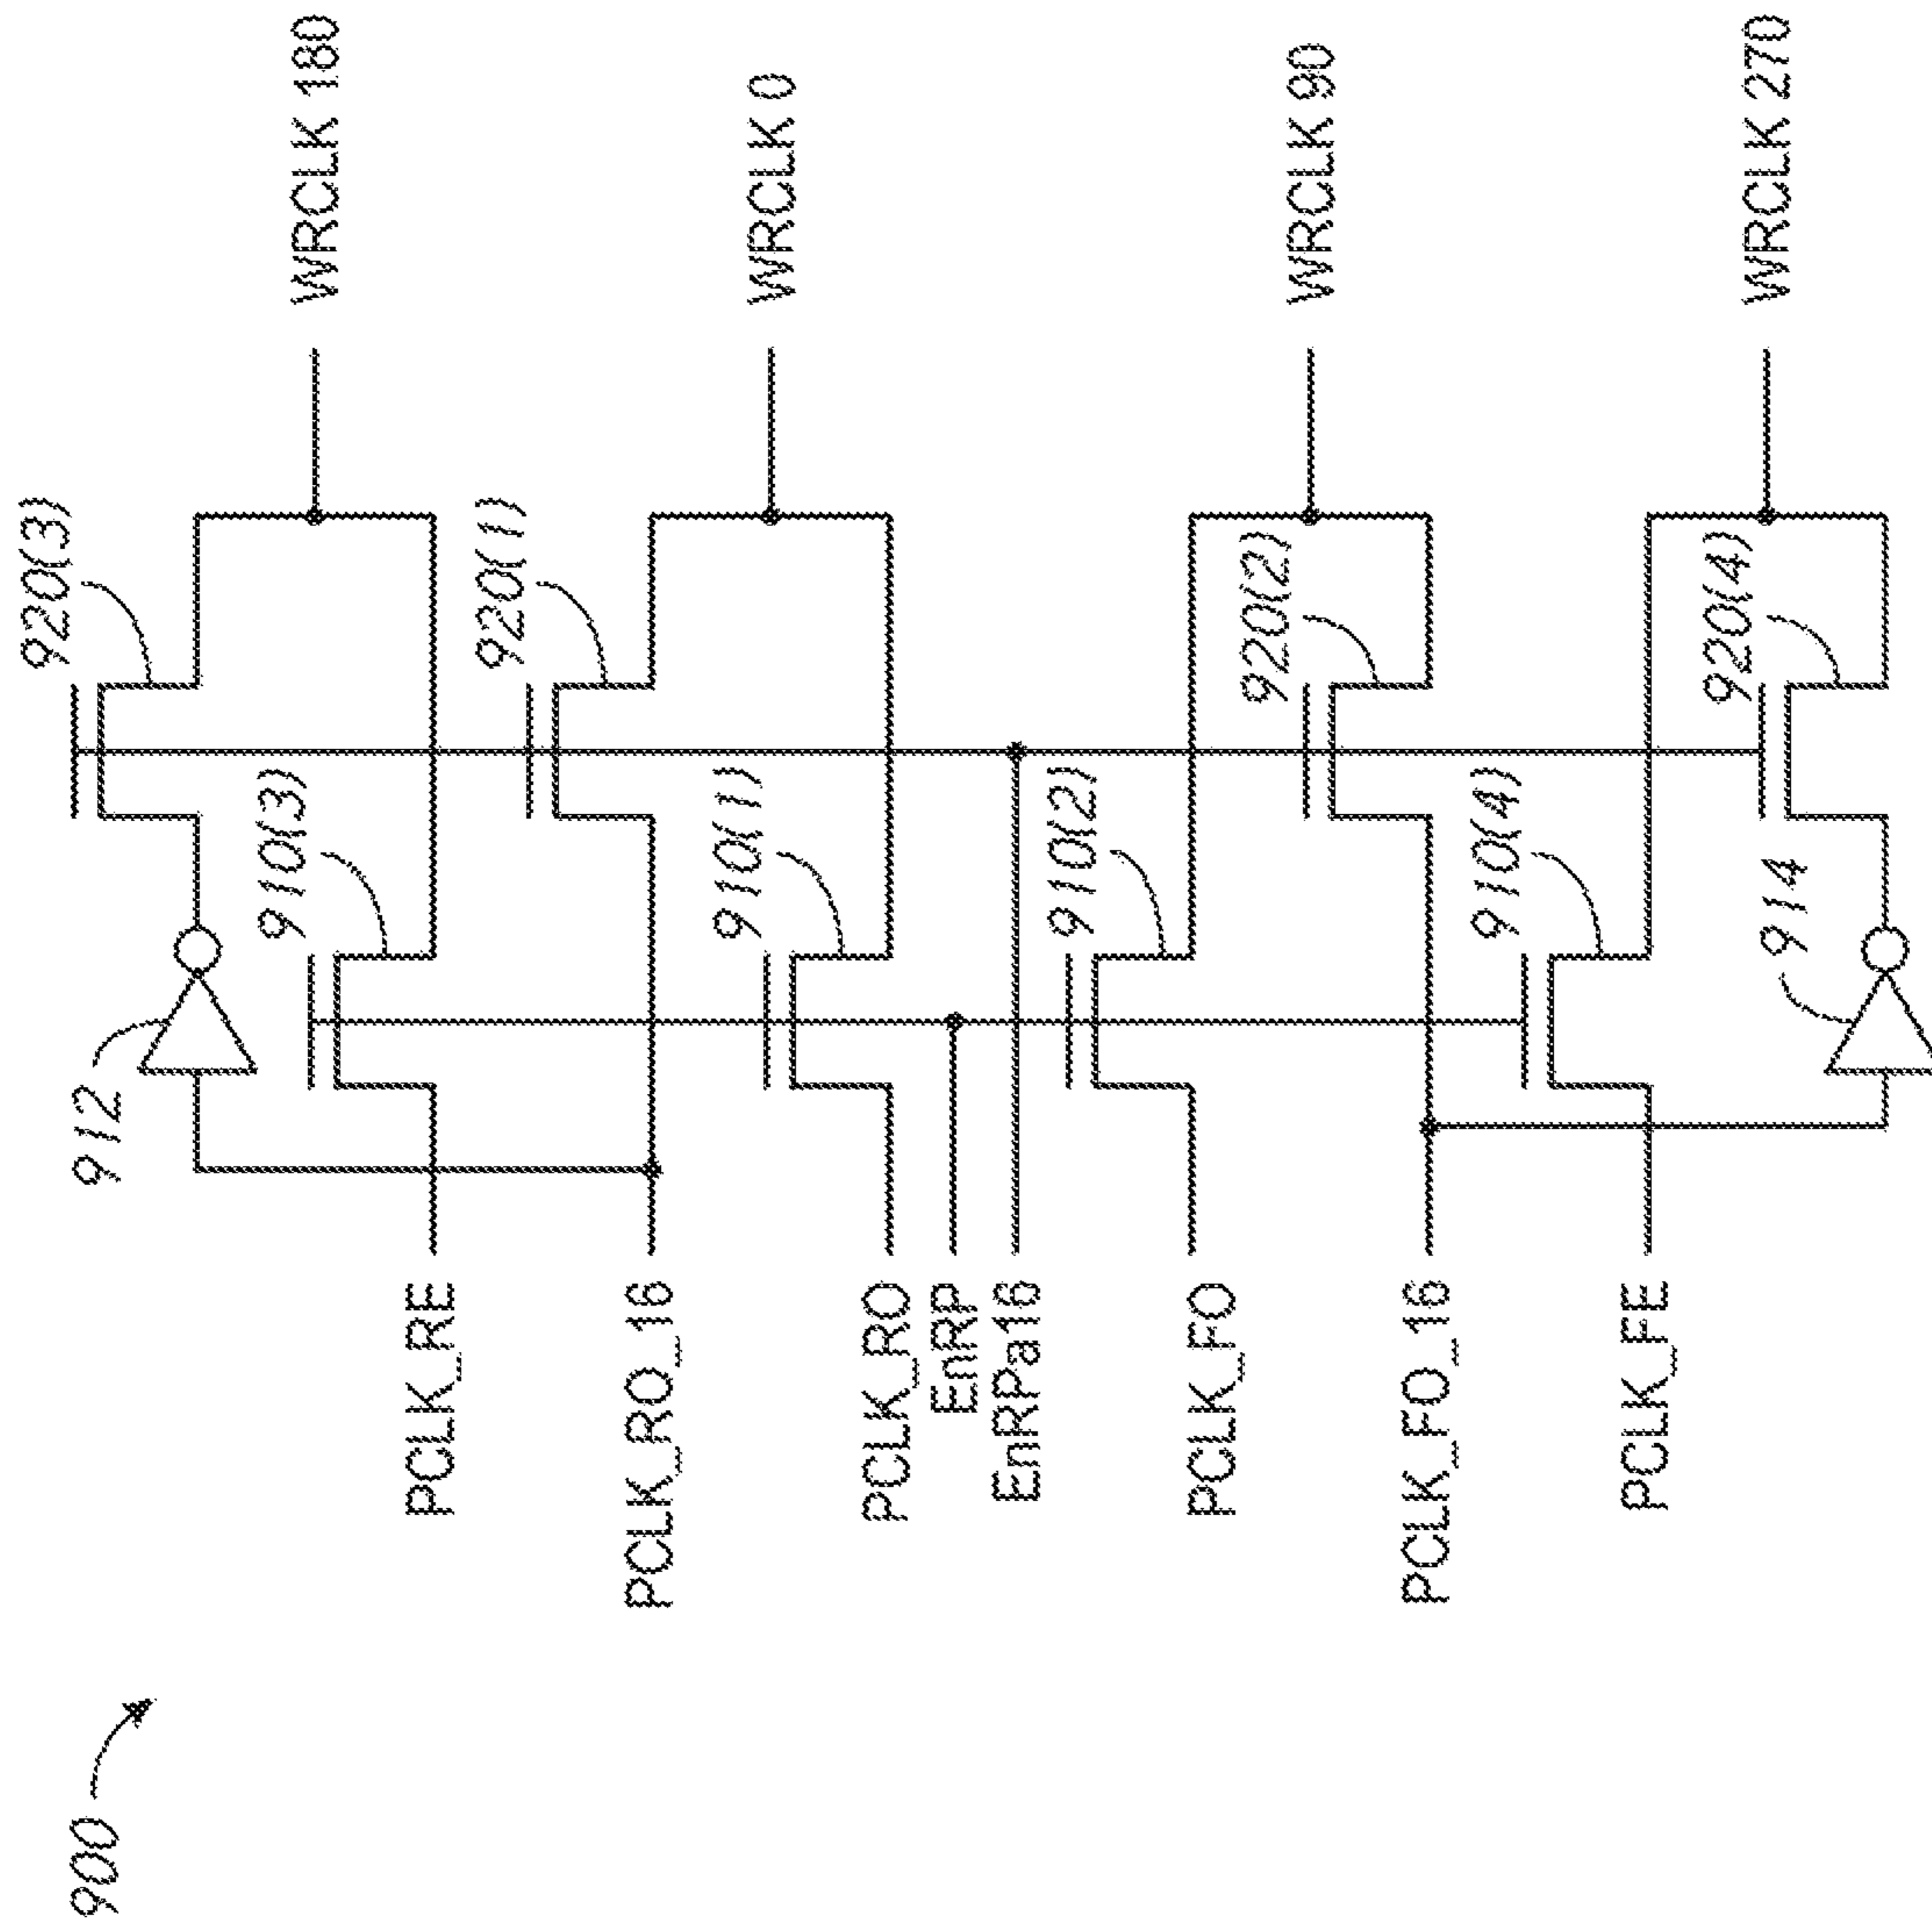 900
912
920(3)
910(3)
WRCLK 180
PCLK_RE
920(1)
PCLK_RO_16
910(1)
WRCLK 0
PCLK_RO
EnRP
EnRPa16
910(2)
PCLK_FO
920(2)
WRCLK 90
PCLK_FO_16
910(4)
PCLK_FE
920(4)
914
WRCLK 270